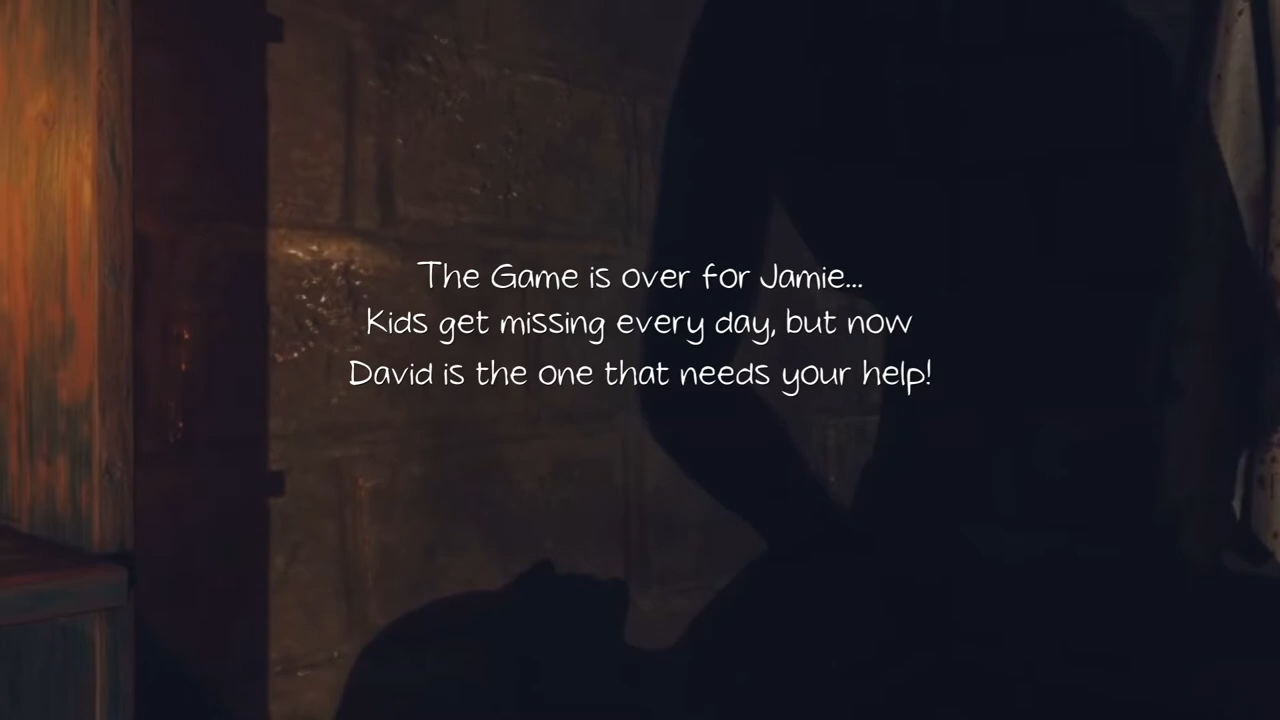 The Game is over for Jamie...
Kids get missing every day, but now
David is the one that needs your help!